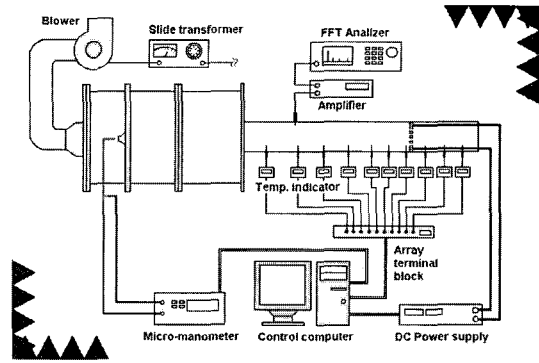 Blower
Slide transformer
FFT Analizer
Amplifier
Temp. indicator
Array
terminal
block
Micro-manometer
Control computer
DC Power supply